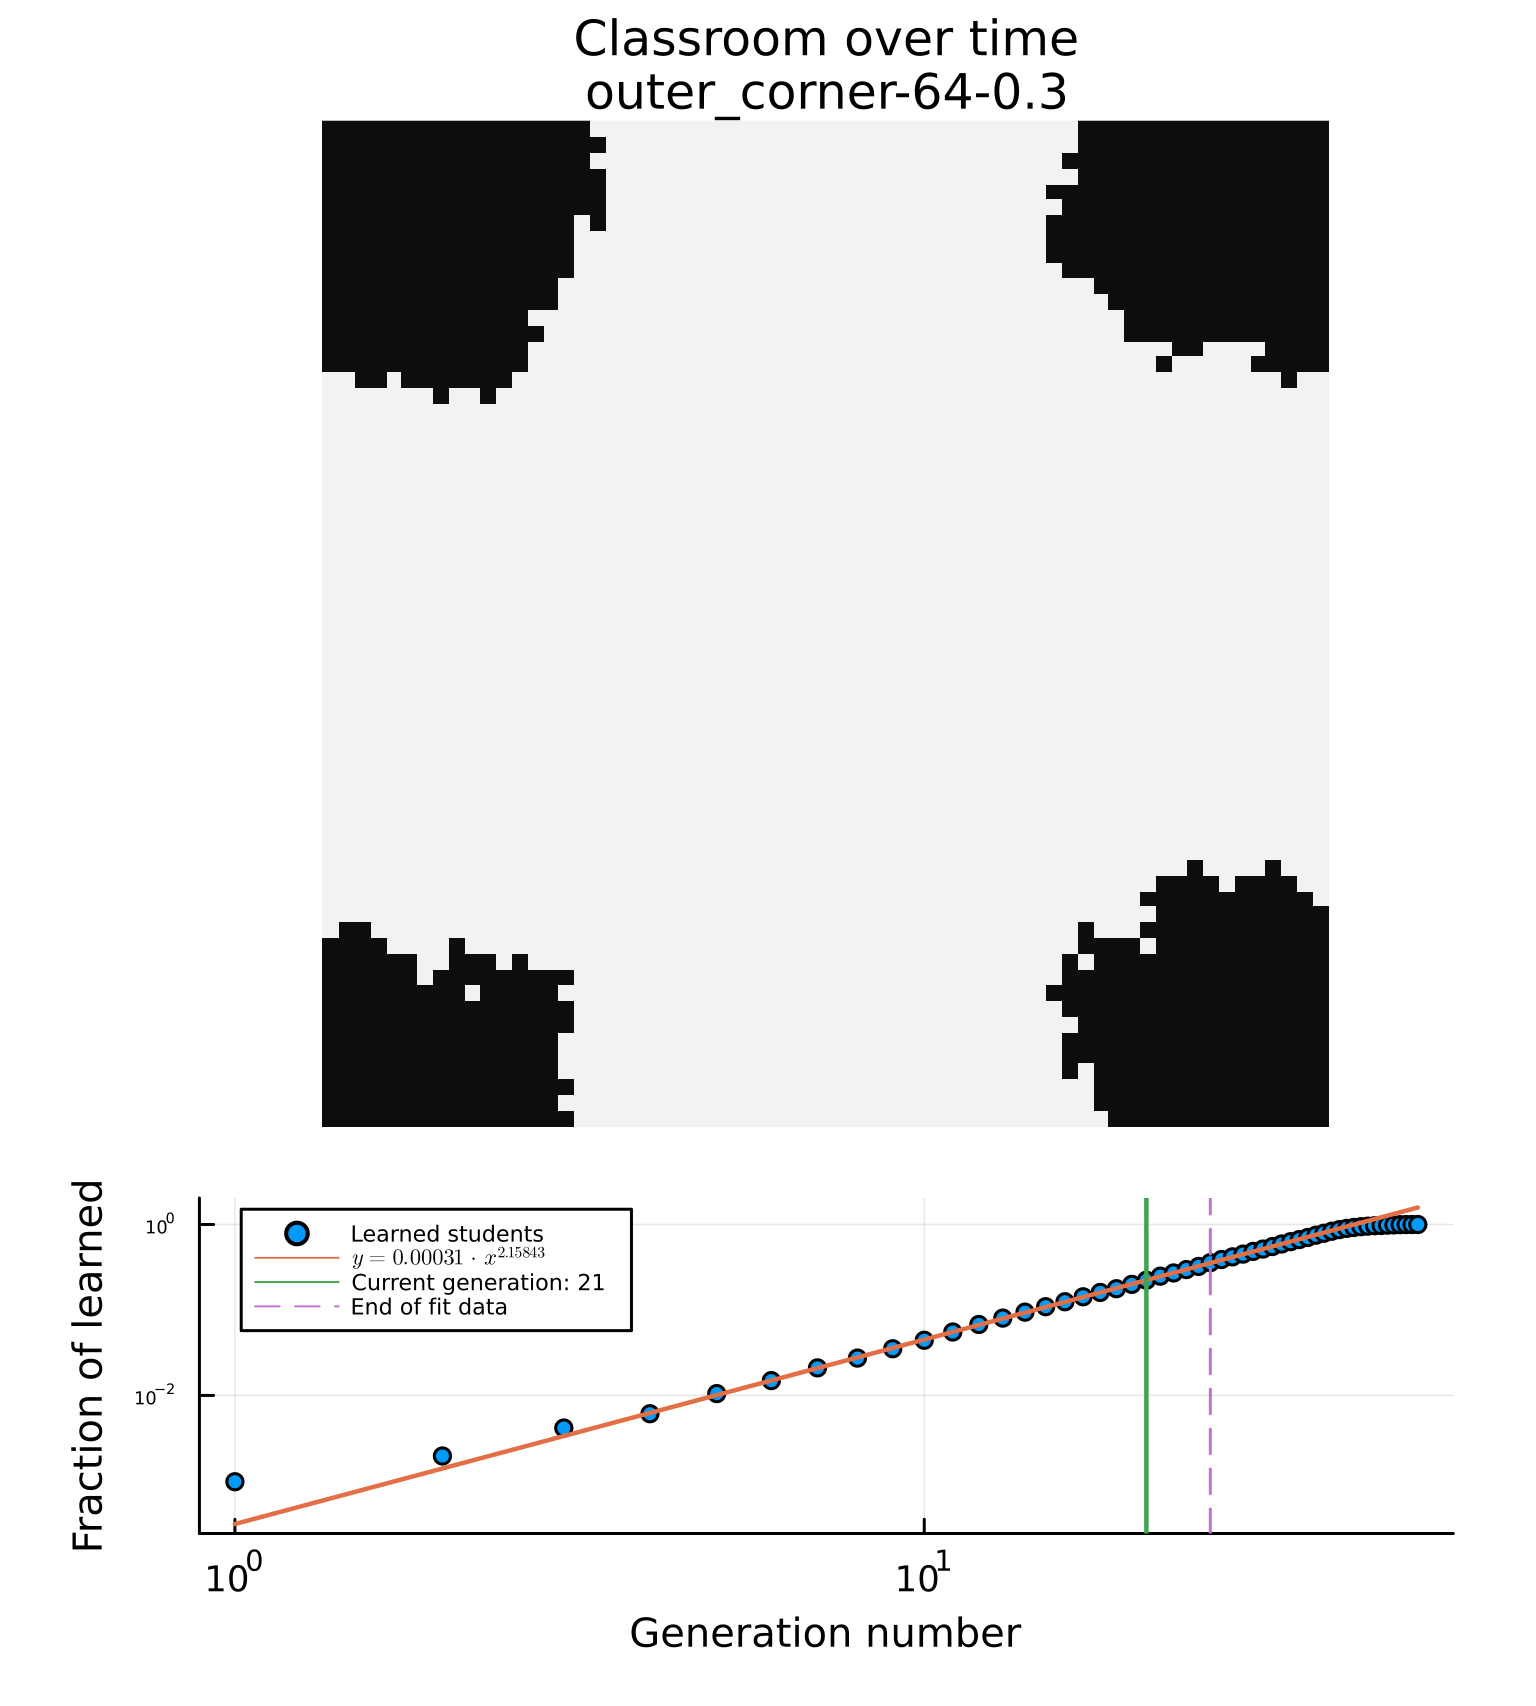 Classroom over time
outer_corner-64-0.3
Fraction of learned
10^0
10^-2
Learned students
y = 0.00031 · x^2.15843
Current generation: 21
End of fit data
10^0
10^1
Generation number